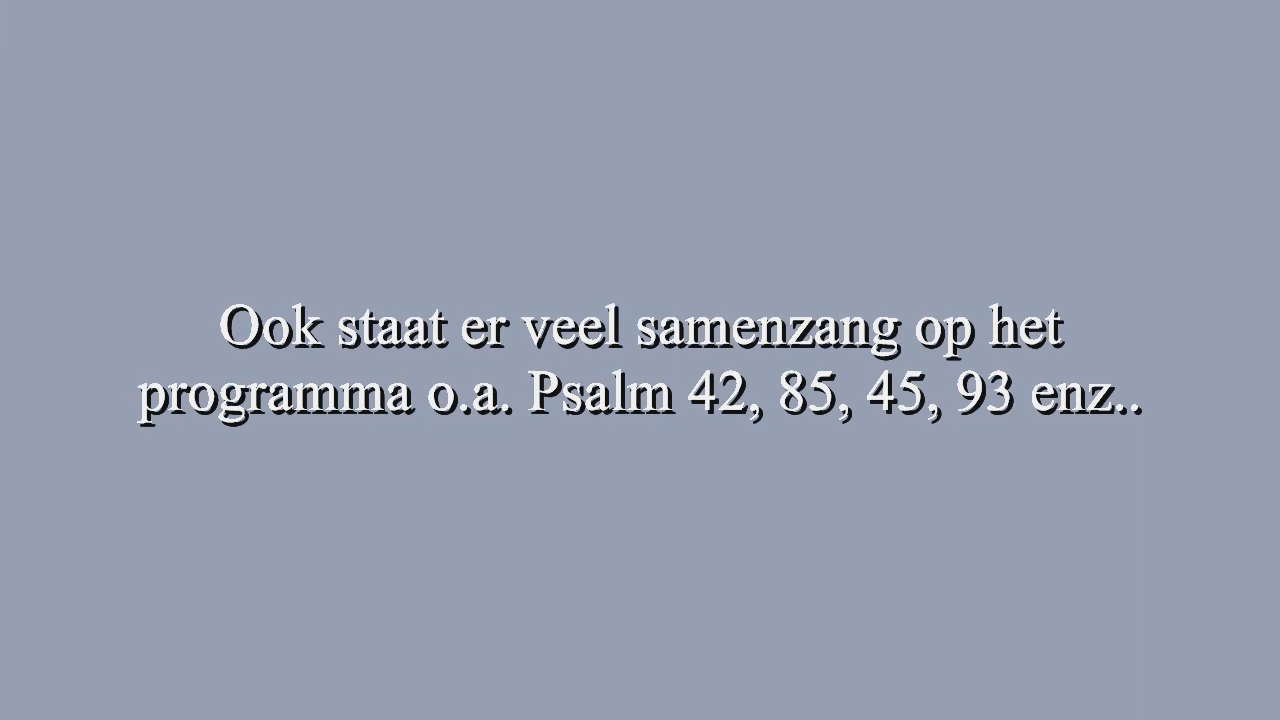 Ook staat er veel samenzang op het
programma o.a. Psalm 42, 85, 45, 93 enz..